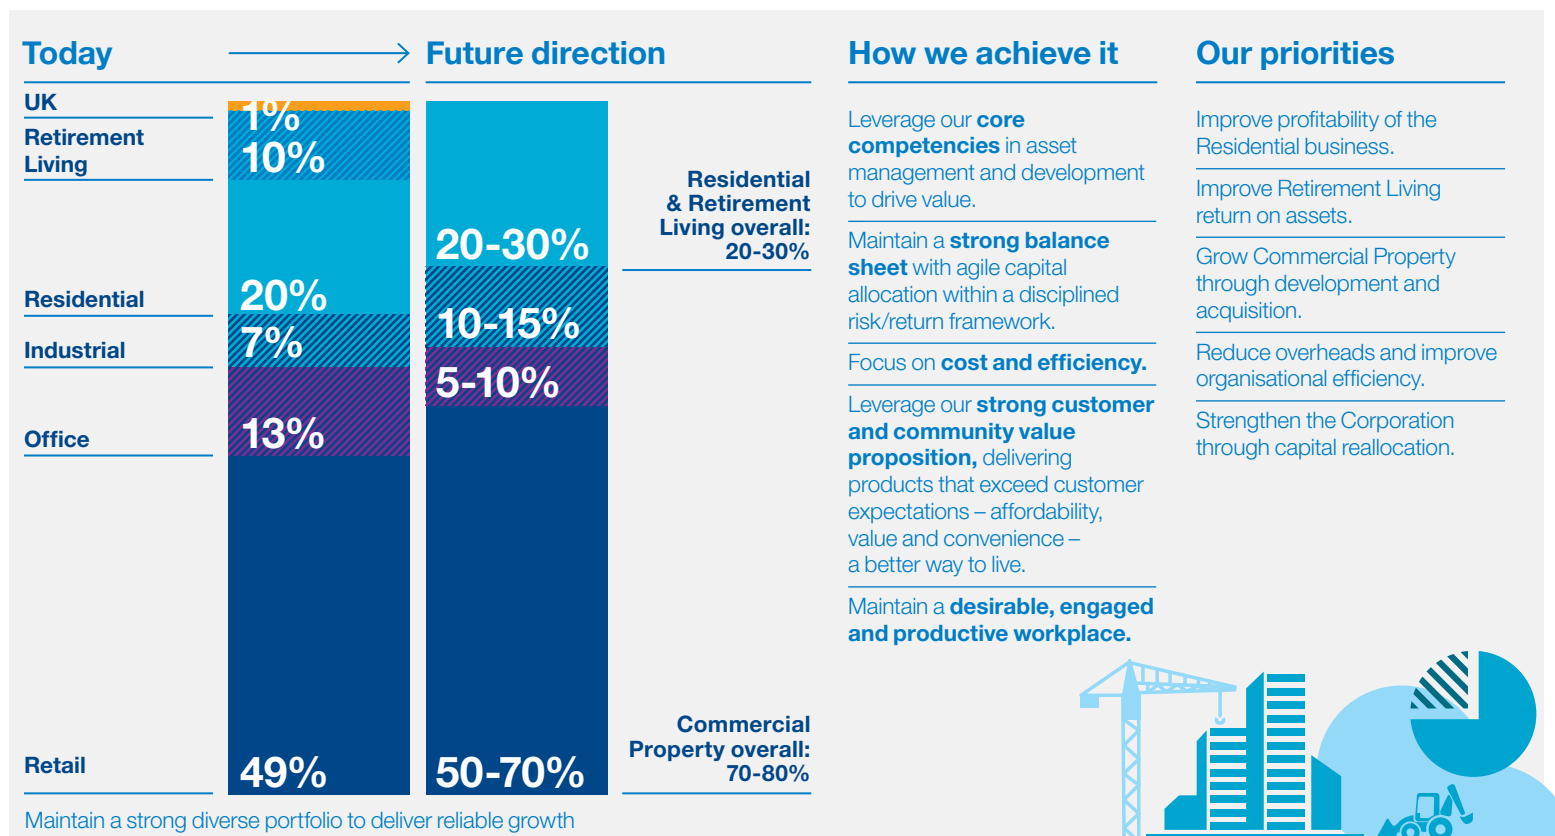 Today
UK
Retirement
Living
Residential
Industrial
Office
Retail
1%
10%
20%
7%
13%
49%
Future direction
20-30%
10-15%
5-10%
50-70%
Residential
& Retirement
Living overall:
20-30%
Commercial
Property overall:
70-80%
Maintain a strong diverse portfolio to deliver reliable growth
How we achieve it
Leverage our core
competencies in asset
management and development
to drive value.
Maintain a strong balance
sheet with agile capital
allocation within a disciplined
risk/return framework.
Focus on cost and efficiency.
Leverage our strong customer
and community value
proposition, delivering
products that exceed customer
expectations – affordability,
value and convenience –
a better way to live.
Maintain a desirable, engaged
and productive workplace.
Our priorities
Improve profitability of the
Residential business.
Improve Retirement Living
return on assets.
Grow Commercial Property
through development and
acquisition.
Reduce overheads and improve
organisational efficiency.
Strengthen the Corporation
through capital reallocation.